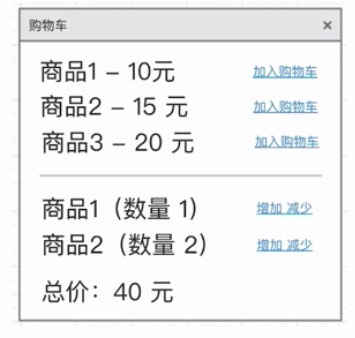 购物车 ×
商品1 – 10元 加入购物车
商品2 – 15 元 加入购物车
商品3 – 20 元 加入购物车
商品1（数量 1） 增加 减少
商品2（数量 2） 增加 减少
总价：40 元